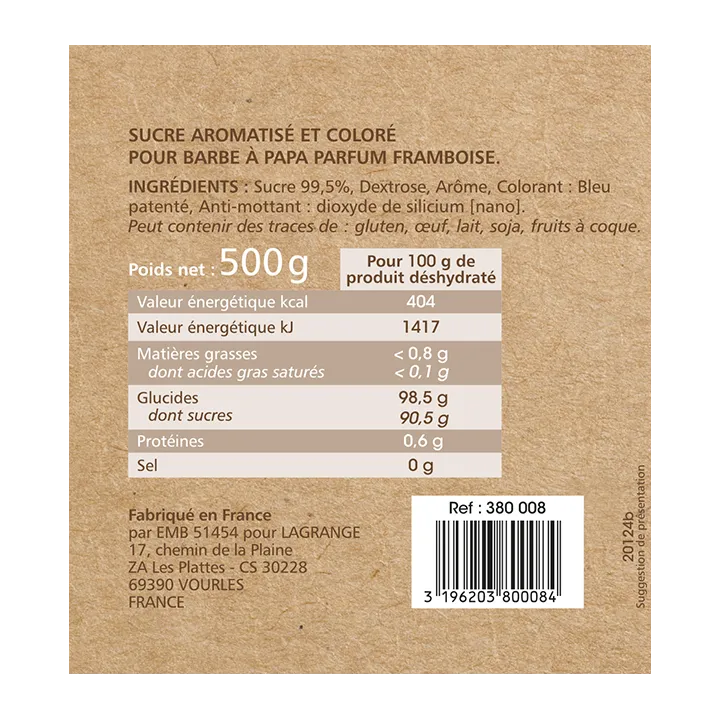 SUCRE AROMATISÉ ET COLORÉ
POUR BARBE À PAPA PARFUM FRAMBOISE.
INGRÉDIENTS : Sucre 99,5%, Dextrose, Arôme, Colorant : Bleu
patenté, Anti-mottant : dioxyde de silicium [nano].
Peut contenir des traces de : gluten, œuf, lait, soja, fruits à coque.
Poids net : 500g
Pour 100 g de
produit déshydraté
Valeur énergétique kcal 404
Valeur énergétique kJ 1417
Matières grasses < 0,8 g
dont acides gras saturés < 0,1 g
Glucides 98,5 g
dont sucres 90,5 g
Protéines 0,6 g
Sel 0 g
Fabriqué en France
par EMB 51454 pour LAGRANGE
17, chemin de la Plaine
ZA Les Plattes - CS 30228
69390 VOURLES
FRANCE
Ref : 380 008
3 196203 800084
20124b
Suggestion de présentation